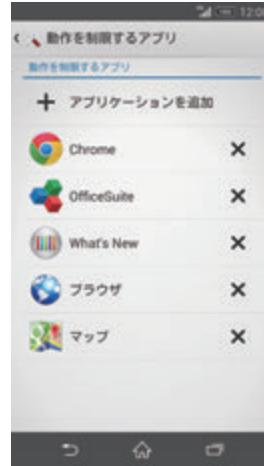 12:00
動作を制限するアプリ
動作を制限するアプリ
アプリケーションを追加
Chrome
OfficeSuite
What's New
ブラウザ
マップ